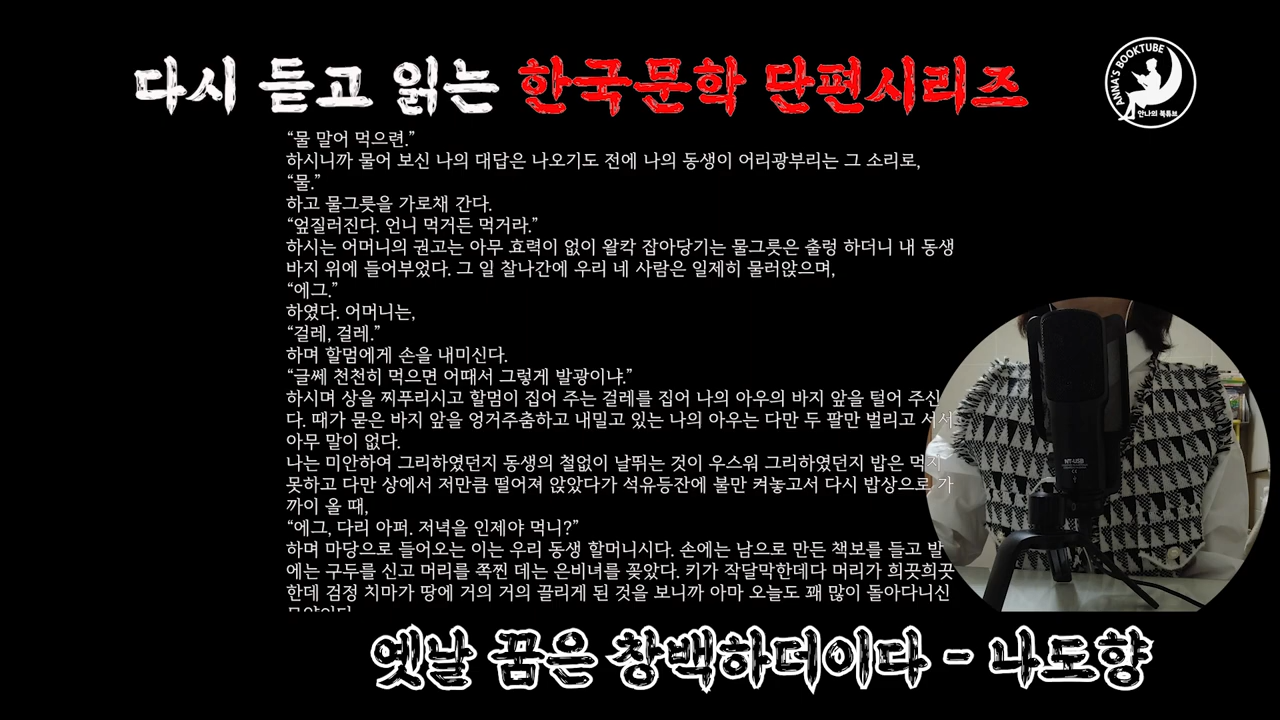 다시 듣고 읽는 한국문학 단편시리즈
ANNA'S BOOKTUBE
안나의 북튜브
“물 말어 먹으련.”
하시니까 물어 보신 나의 대답은 나오기도 전에 나의 동생이 어리광부리는 그 소리로,
“물.”
하고 물그릇을 가로채 간다.
“엎질러진다. 언니 먹거든 먹거라.”
하시는 어머니의 권고는 아무 효력이 없이 왈칵 잡아당기는 물그릇은 출렁 하더니 내 동생
바지 위에 들어부었다. 그 일 찰나간에 우리 네 사람은 일제히 물러앉으며,
“에그.”
하였다. 어머니는,
“걸레, 걸레.”
하며 할멈에게 손을 내미신다.
“글쎄 천천히 먹으면 어때서 그렇게 발광이냐.”
하시며 상을 찌푸리시고 할멈이 집어 주는 걸레를 집어 나의 아우의 바지 앞을 털어 주신
다. 때가 묻은 바지 앞을 엉거주춤하고 내밀고 있는 나의 아우는 다만 두 팔만 벌리고 서서
아무 말이 없다.
나는 미안하여 그리하였던지 동생의 철없이 날뛰는 것이 우스워 그리하였던지 밥은 먹지
못하고 다만 상에서 저만큼 떨어져 앉았다가 석유등잔에 불만 켜놓고서 다시 밥상으로 가
까이 올 때,
“에그, 다리 아퍼. 저녁을 인제야 먹니?”
하며 마당으로 들어오는 이는 우리 동생 할머니시다. 손에는 남으로 만든 책보를 들고 발
에는 구두를 신고 머리를 쪽찐 데는 은비녀를 꽂았다. 키가 작달막한데다 머리가 희끗희끗
한데 검정 치마가 땅에 거의 거의 끌리게 된 것을 보니까 아마 오늘도 꽤 많이 돌아다니신
NT-USB
옛날 꿈은 창백하더이다 - 나도향